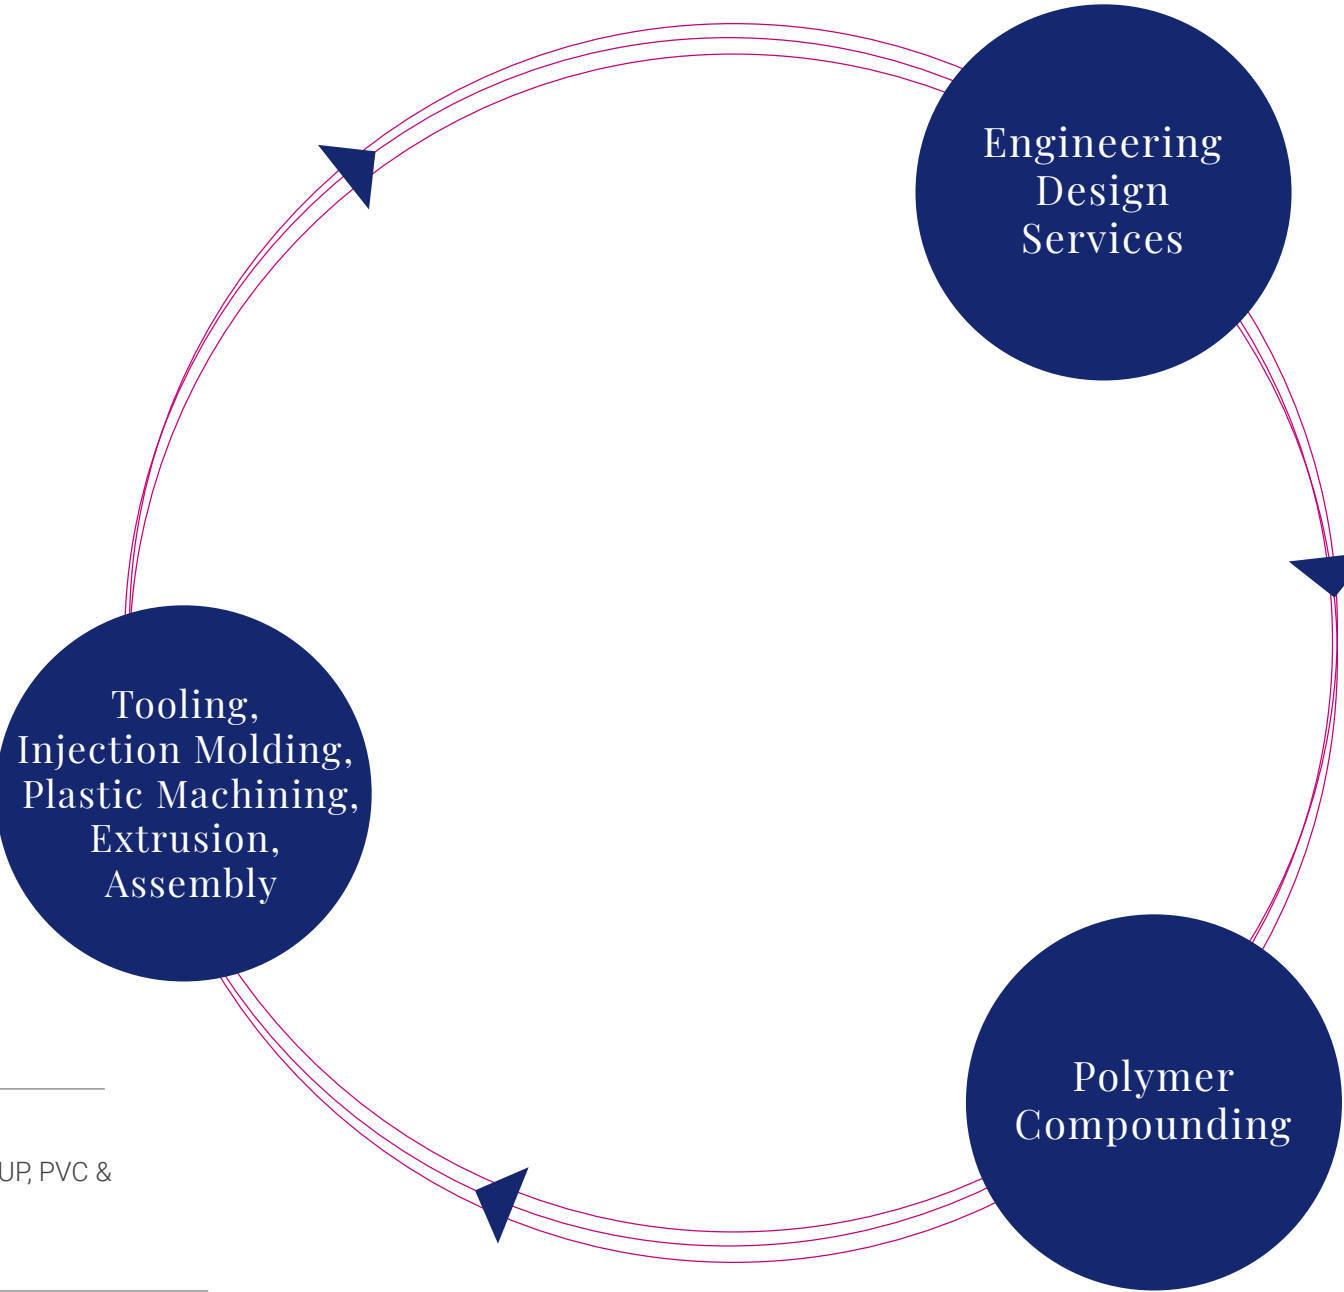 Engineering
Design
Services
Tooling,
Injection Molding,
Plastic Machining,
Extrusion,
Assembly
Polymer
Compounding
UP, PVC &